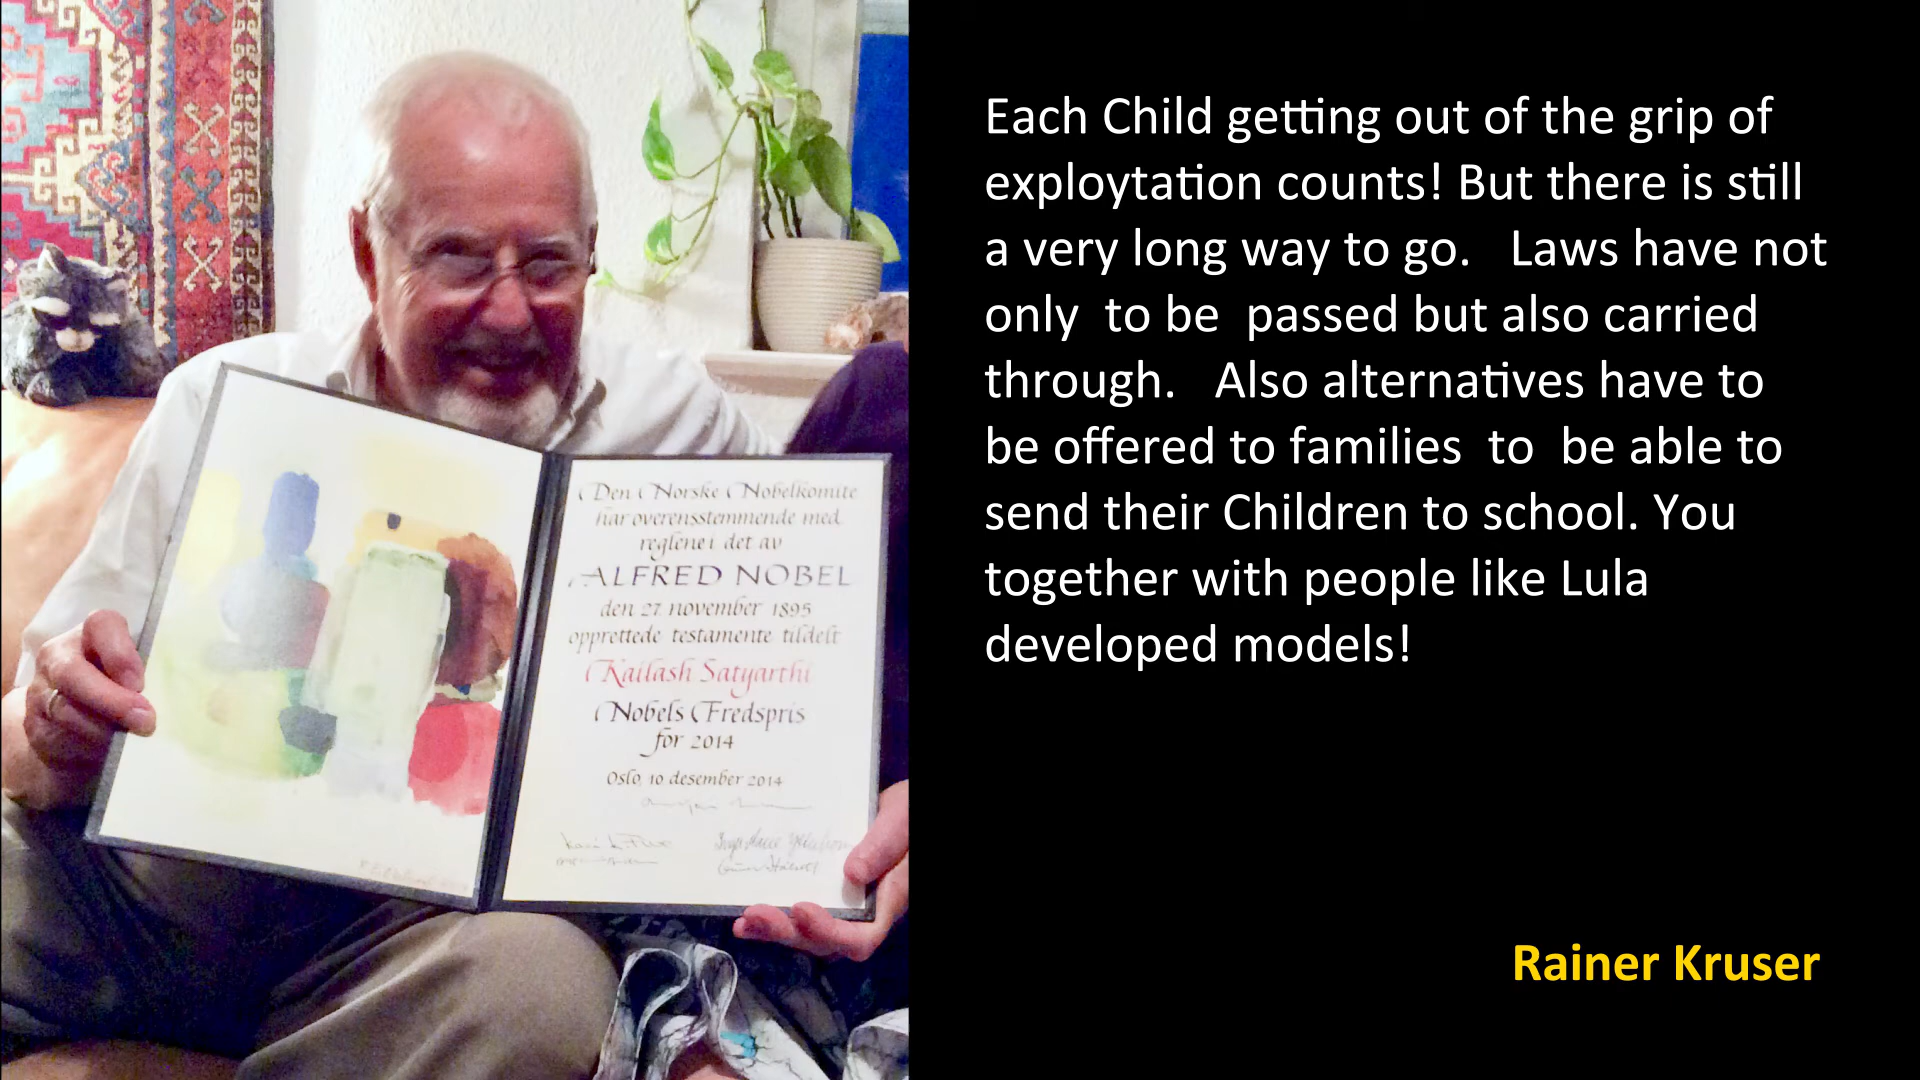 Den Norske Nobelkomite
har overensstemmende med
reglene i det av
ALFRED NOBEL
den 27. november 1895
opprettede testamente tildelt
Kailash Satyarthi
Nobels Fredspris
for 2014
Oslo, 10 desember 2014
Each Child getting out of the grip of
exploytation counts! But there is still
a very long way to go. Laws have not
only to be passed but also carried
through. Also alternatives have to
be offered to families to be able to
send their Children to school. You
together with people like Lula
developed models!
Rainer Kruser